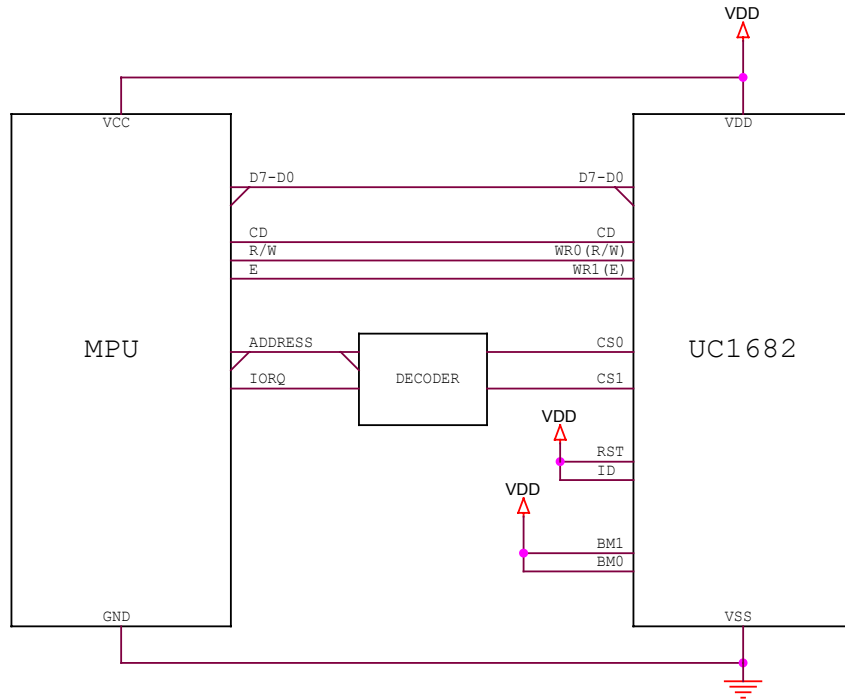 VDD
VCC VDD
D7-D0 D7-D0
CD CD
R/W WR0(R/W)
E WR1(E)
MPU ADDRESS CS0 UC1682
DECODER
IORQ CS1
VDD
RST
ID
VDD
BM1
BM0
GND VSS